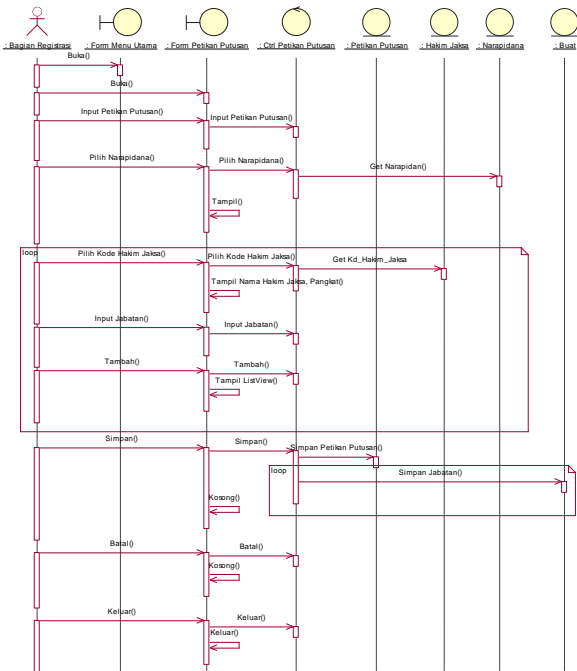 : Bagian Registrasi : Form Menu Utama : Form Petikan Putusan : Ctrl Petikan Putusan : Petikan Putusan : Hakim Jaksa : Narapidana : Buat
Buka()
Buka()
Input Petikan Putusan()
Input Petikan Putusan()
Pilih Narapidana()
Pilih Narapidana()
Get Narapidan()
Tampil()
loop
Pilih Kode Hakim Jaksa()
Pilih Kode Hakim Jaksa()
Get Kd_Hakim_Jaksa
Tampil Nama Hakim Jaksa, Pangkat()
Input Jabatan()
Input Jabatan()
Tambah()
Tambah()
Tampil ListView()
Simpan()
Simpan()
Simpan Petikan Putusan()
loop
Simpan Jabatan()
Kosong()
Batal()
Batal()
Kosong()
Keluar()
Keluar()
Keluar()